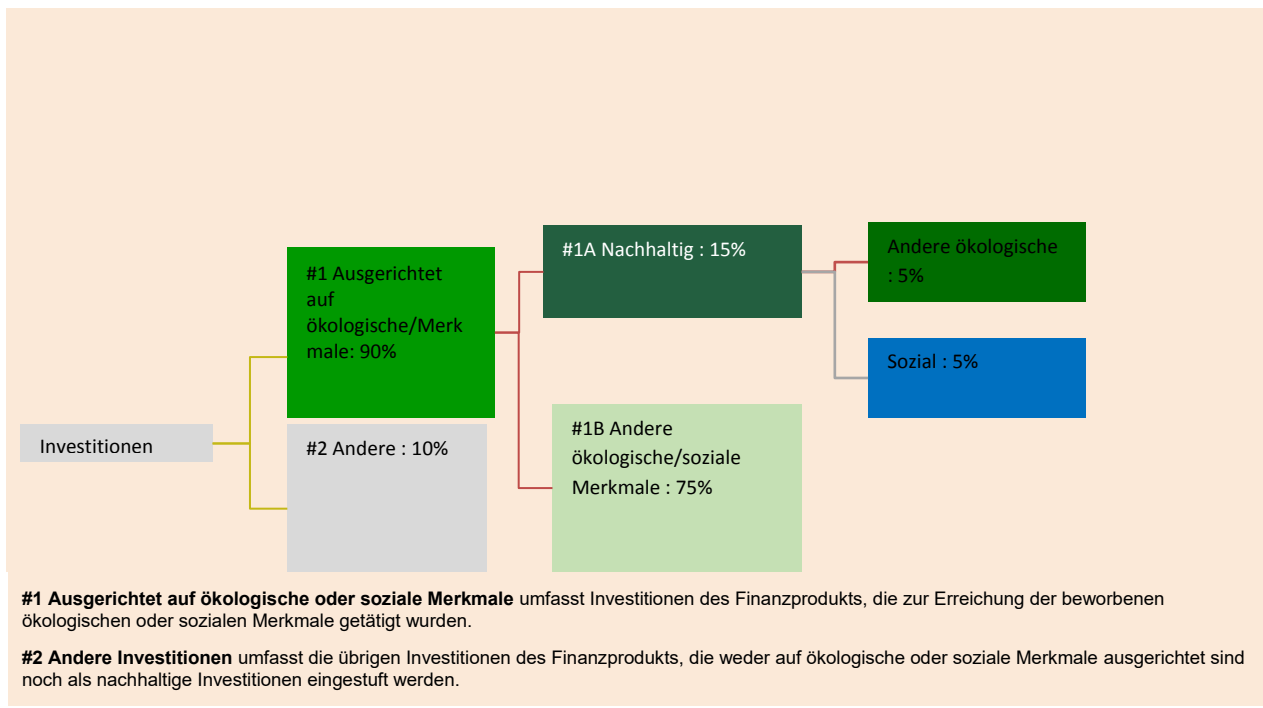 #1A Nachhaltig : 15%
Andere ökologische
: 5%
#1 Ausgerichtet
auf
ökologische/Merk
male: 90%
Sozial : 5%
Investitionen
#2 Andere : 10%
#1B Andere
ökologische/soziale
Merkmale : 75%
#1 Ausgerichtet auf ökologische oder soziale Merkmale umfasst Investitionen des Finanzprodukts, die zur Erreichung der beworbenen
ökologischen oder sozialen Merkmale getätigt wurden.
#2 Andere Investitionen umfasst die übrigen Investitionen des Finanzprodukts, die weder auf ökologische oder soziale Merkmale ausgerichtet sind
noch als nachhaltige Investitionen eingestuft werden.